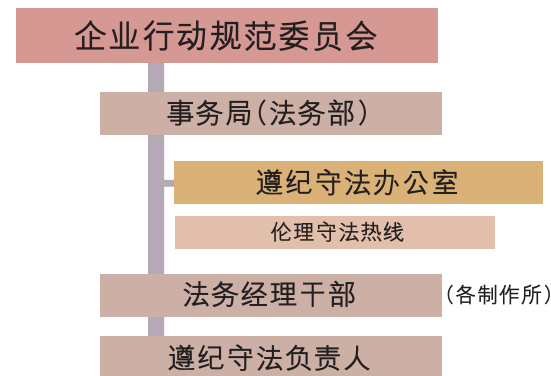 企业行动规范委员会
事务局（法务部）
遵纪守法办公室
伦理守法热线
法务经理干部 （各制作所）
遵纪守法负责人